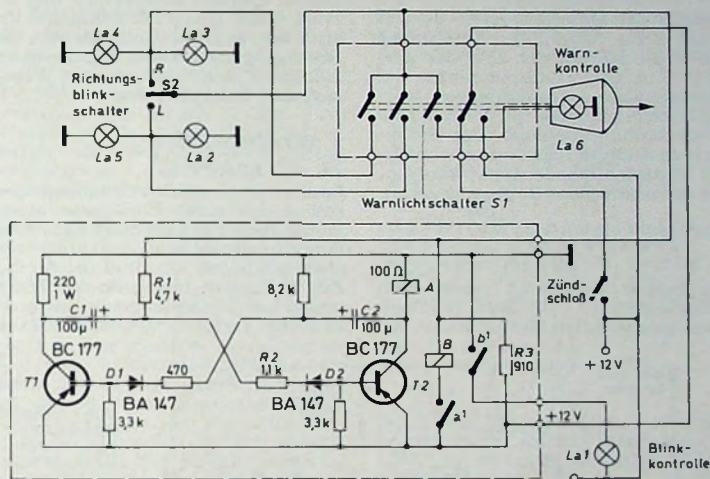 La 4
La 3
R
Richtungs-
blink-
schalter
S2
L
La 5
La 2
Warn-
kontrolle
La 6
Warnlichtschalter S1
220
1 W
R1
4,7 k
C1
+
100 µ
8,2 k
+
C2
100 µ
100 Ω
A
Zünd-
schloß
+ 12 V
BC 177
BC 177
T1
D1
470
R2
1,1 k
D2
T2
BA 147
BA 147
3,3 k
3,3 k
B
b¹
a¹
R3
910
+ 12 V
La 1
Blink-
kontrolle